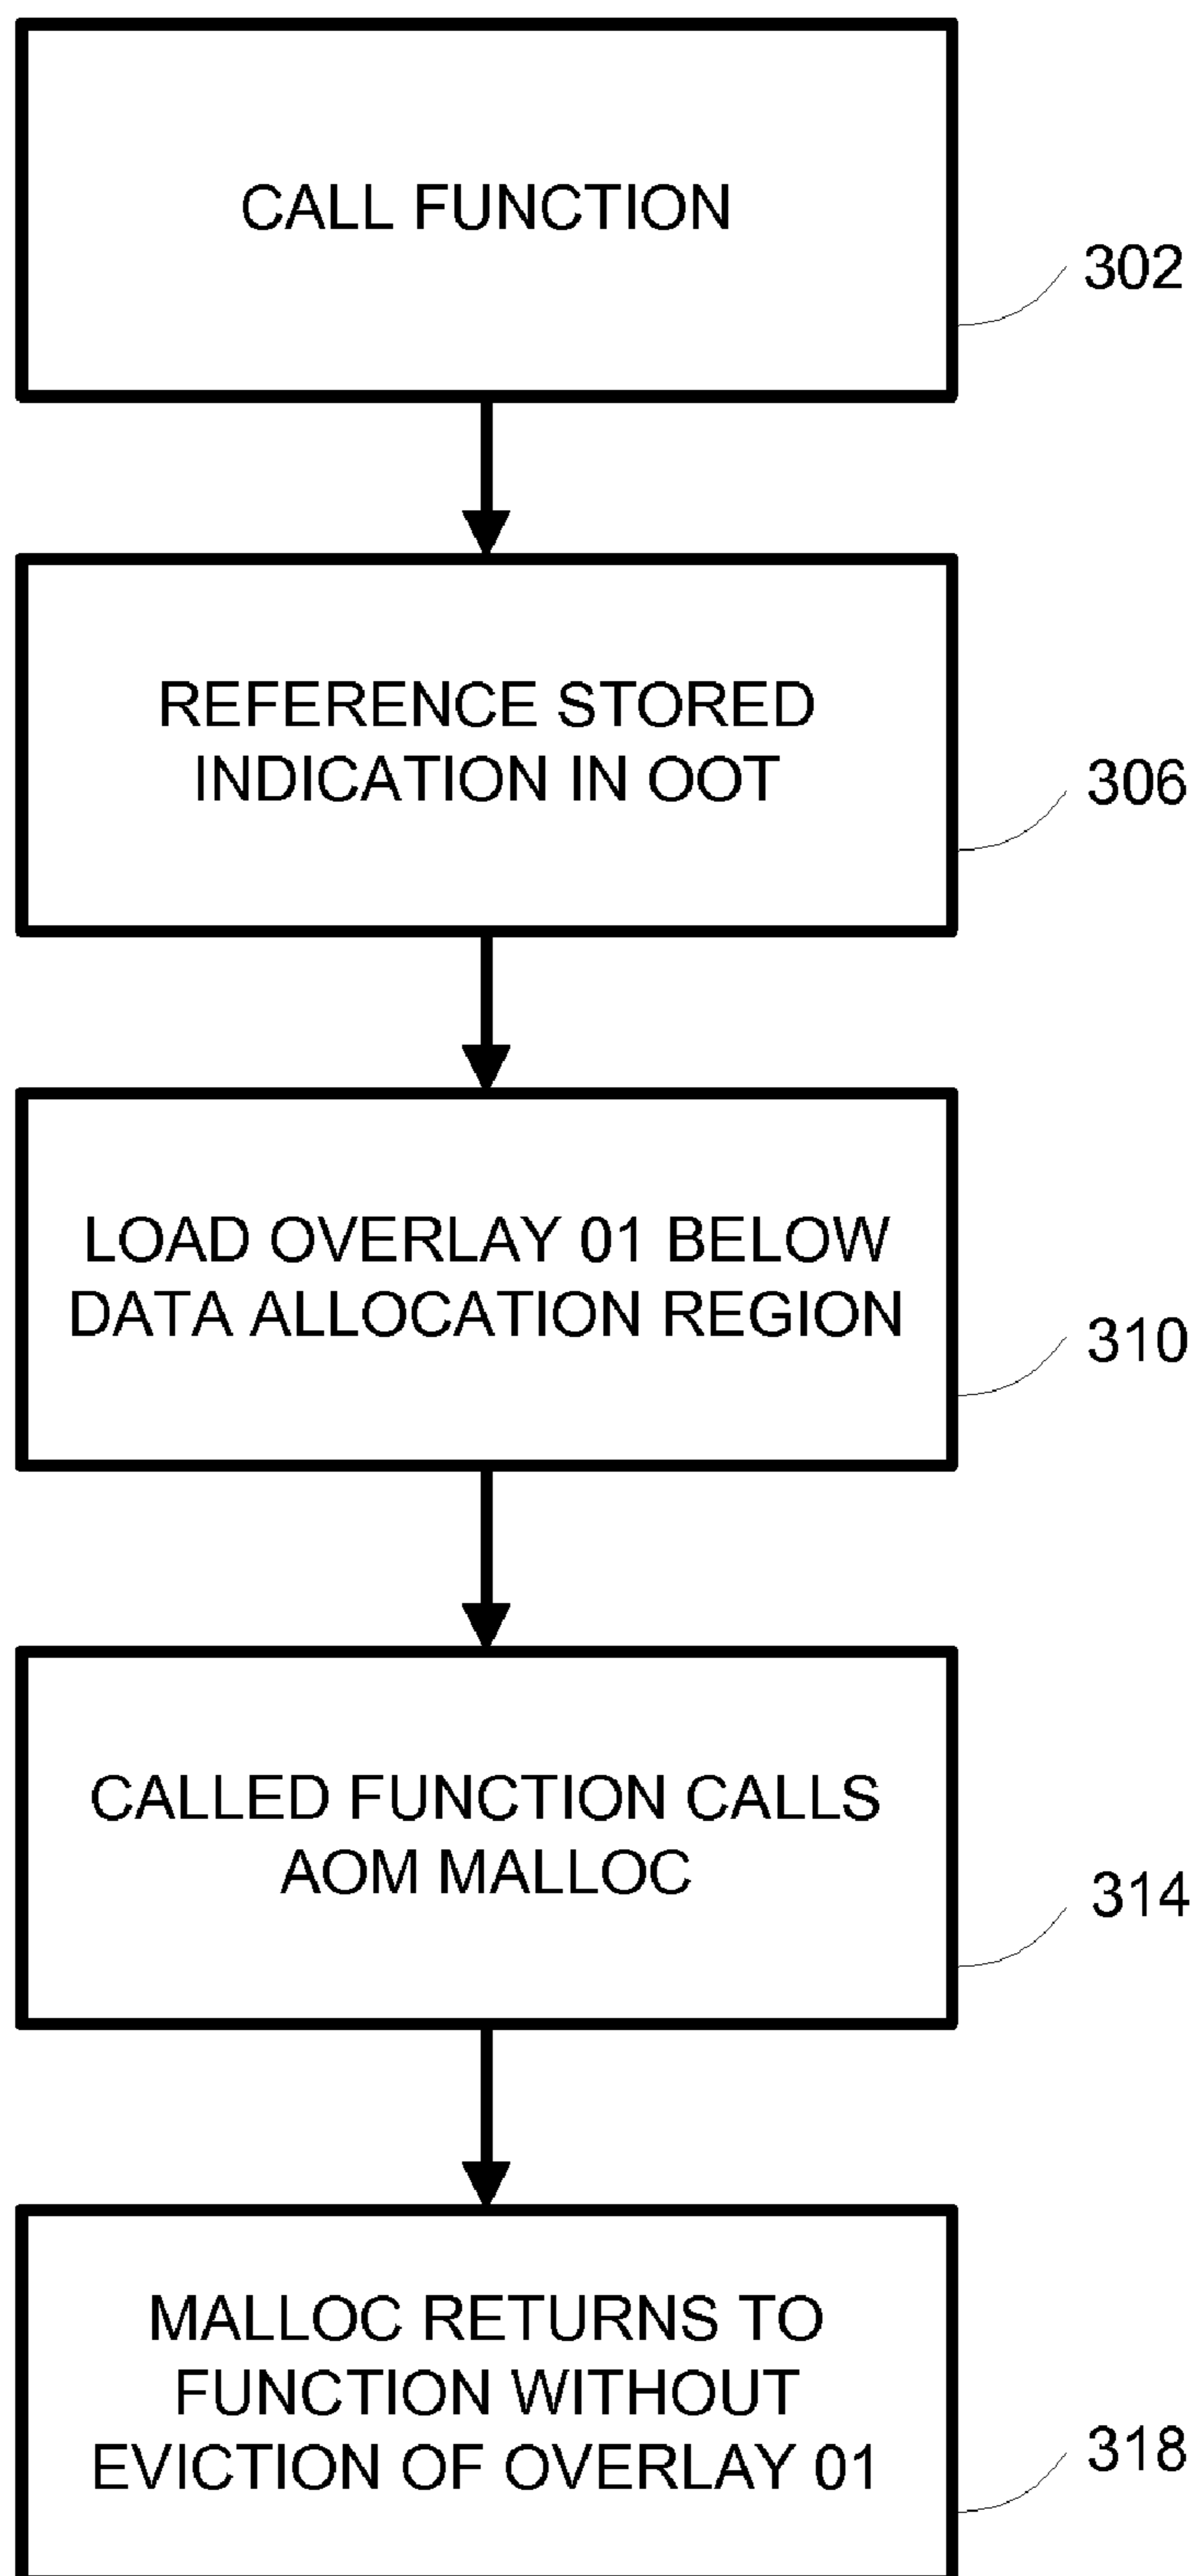 CALL FUNCTION
302
REFERENCE STORED
INDICATION IN OOT
306
LOAD OVERLAY 01 BELOW
DATA ALLOCATION REGION
310
CALLED FUNCTION CALLS
AOM MALLOC
314
MALLOC RETURNS TO
FUNCTION WITHOUT
EVICTION OF OVERLAY 01
318